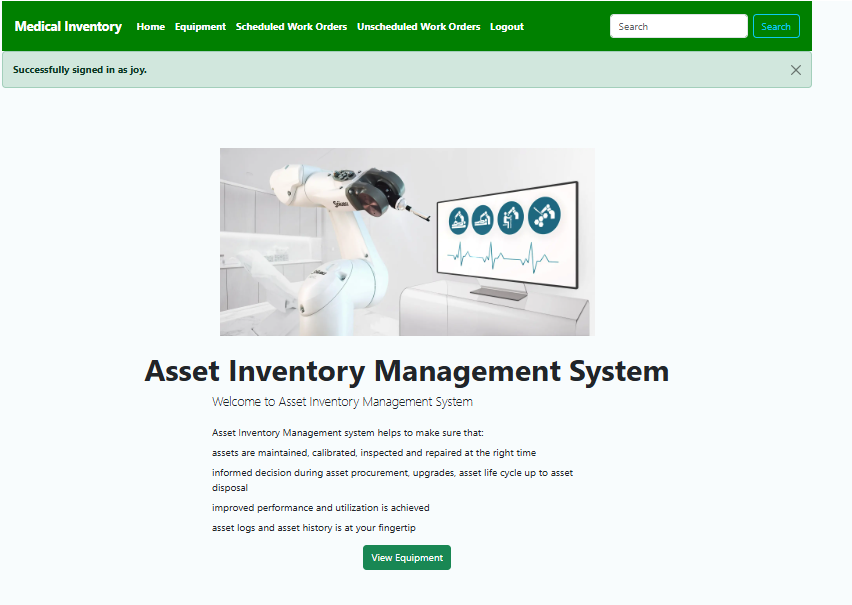 Medical Inventory Home Equipment Scheduled Work Orders Unscheduled Work Orders Logout Search Search
Successfully signed in as joy.
Asset Inventory Management System
Welcome to Asset Inventory Management System
Asset Inventory Management system helps to make sure that:
assets are maintained, calibrated, inspected and repaired at the right time
informed decision during asset procurement, upgrades, asset life cycle up to asset
disposal
improved performance and utilization is achieved
asset logs and asset history is at your fingertip
View Equipment